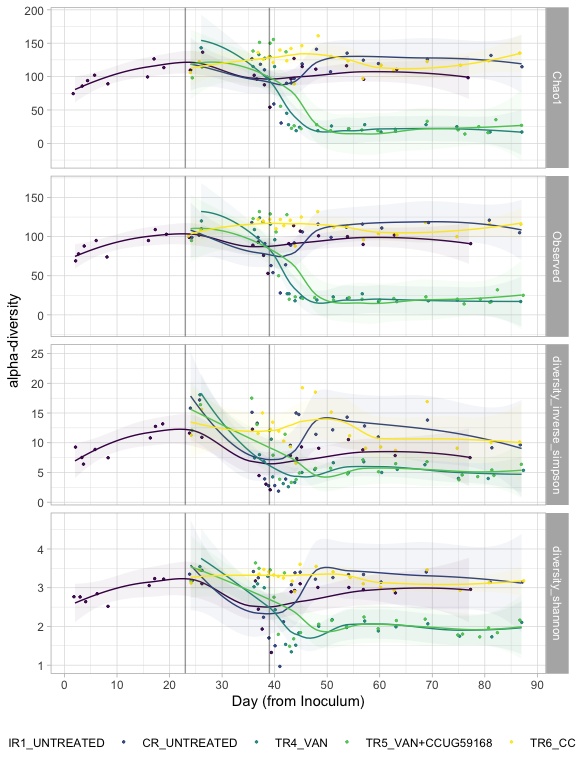 200
150
100
50
0
Chao1
150
100
50
0
Observed
25
20
15
10
5
0
diversity_inverse_simpson
4
3
2
1
diversity_shannon
alpha-diversity
0 10 20 30 40 50 60 70 80 90
Day (from Inoculum)
IR1_UNTREATED CR_UNTREATED TR4_VAN TR5_VAN+CCUG59168 TR6_CC